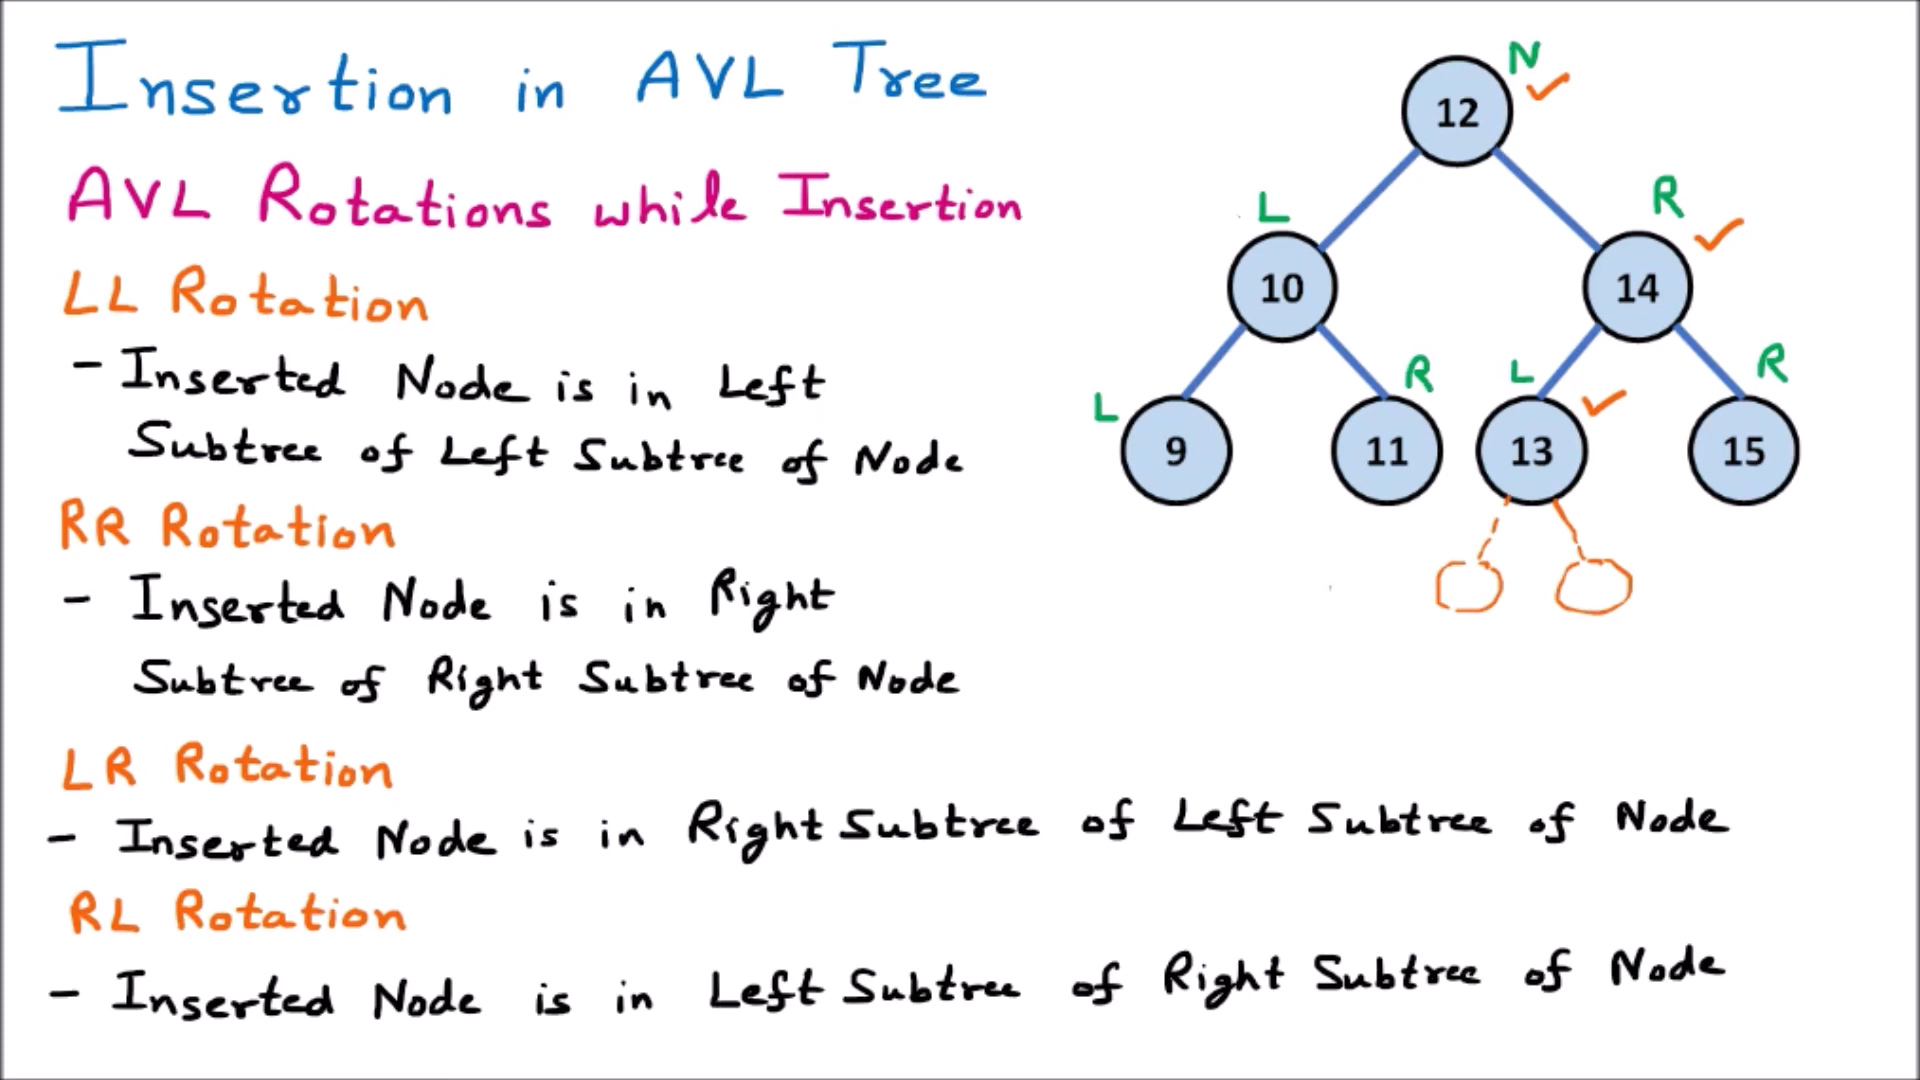 Insertion in AVL Tree
AVL Rotations while Insertion
LL Rotation
- Inserted Node is in Left
Subtree of Left Subtree of Node
RR Rotation
- Inserted Node is in Right
Subtree of Right Subtree of Node
LR Rotation
- Inserted Node is in Right Subtree of Left Subtree of Node
RL Rotation
- Inserted Node is in Left Subtree of Right Subtree of Node
N
12
L
R
10
14
L
R
L
R
9
11
13
15